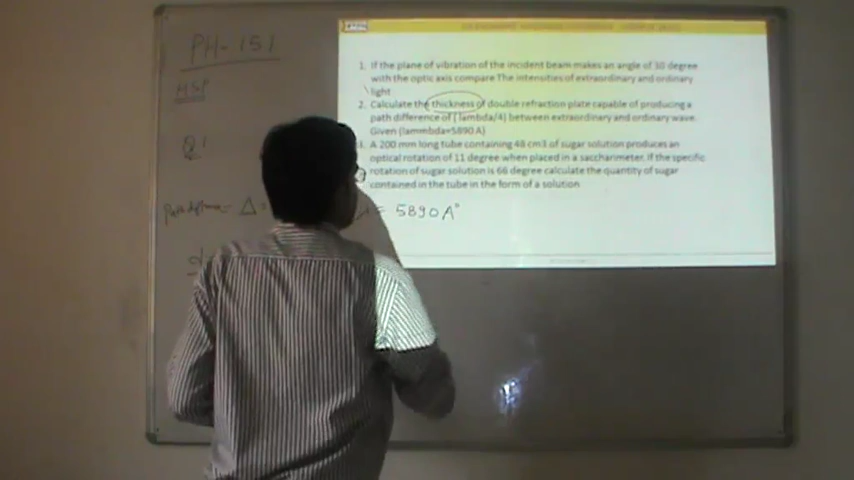 PH-151
1. If the plane of vibration of the incident beam makes an angle of 30 degree
with the optic axis compare The intensities of extraordinary and ordinary
light
2. Calculate the thickness of double refraction plate capable of producing a
path difference of [lambda/4] between extraordinary and ordinary wave.
Given (lammbda=5890 A)
3. A 200 mm long tube containing 48 cm3 of sugar solution produces an
optical rotation of 11 degree when placed in a saccharimeter. If the specific
rotation of sugar solution is 66 degree calculate the quantity of sugar
contained in the tube in the form of a solution
Path difference = Δ = = 5890 A°